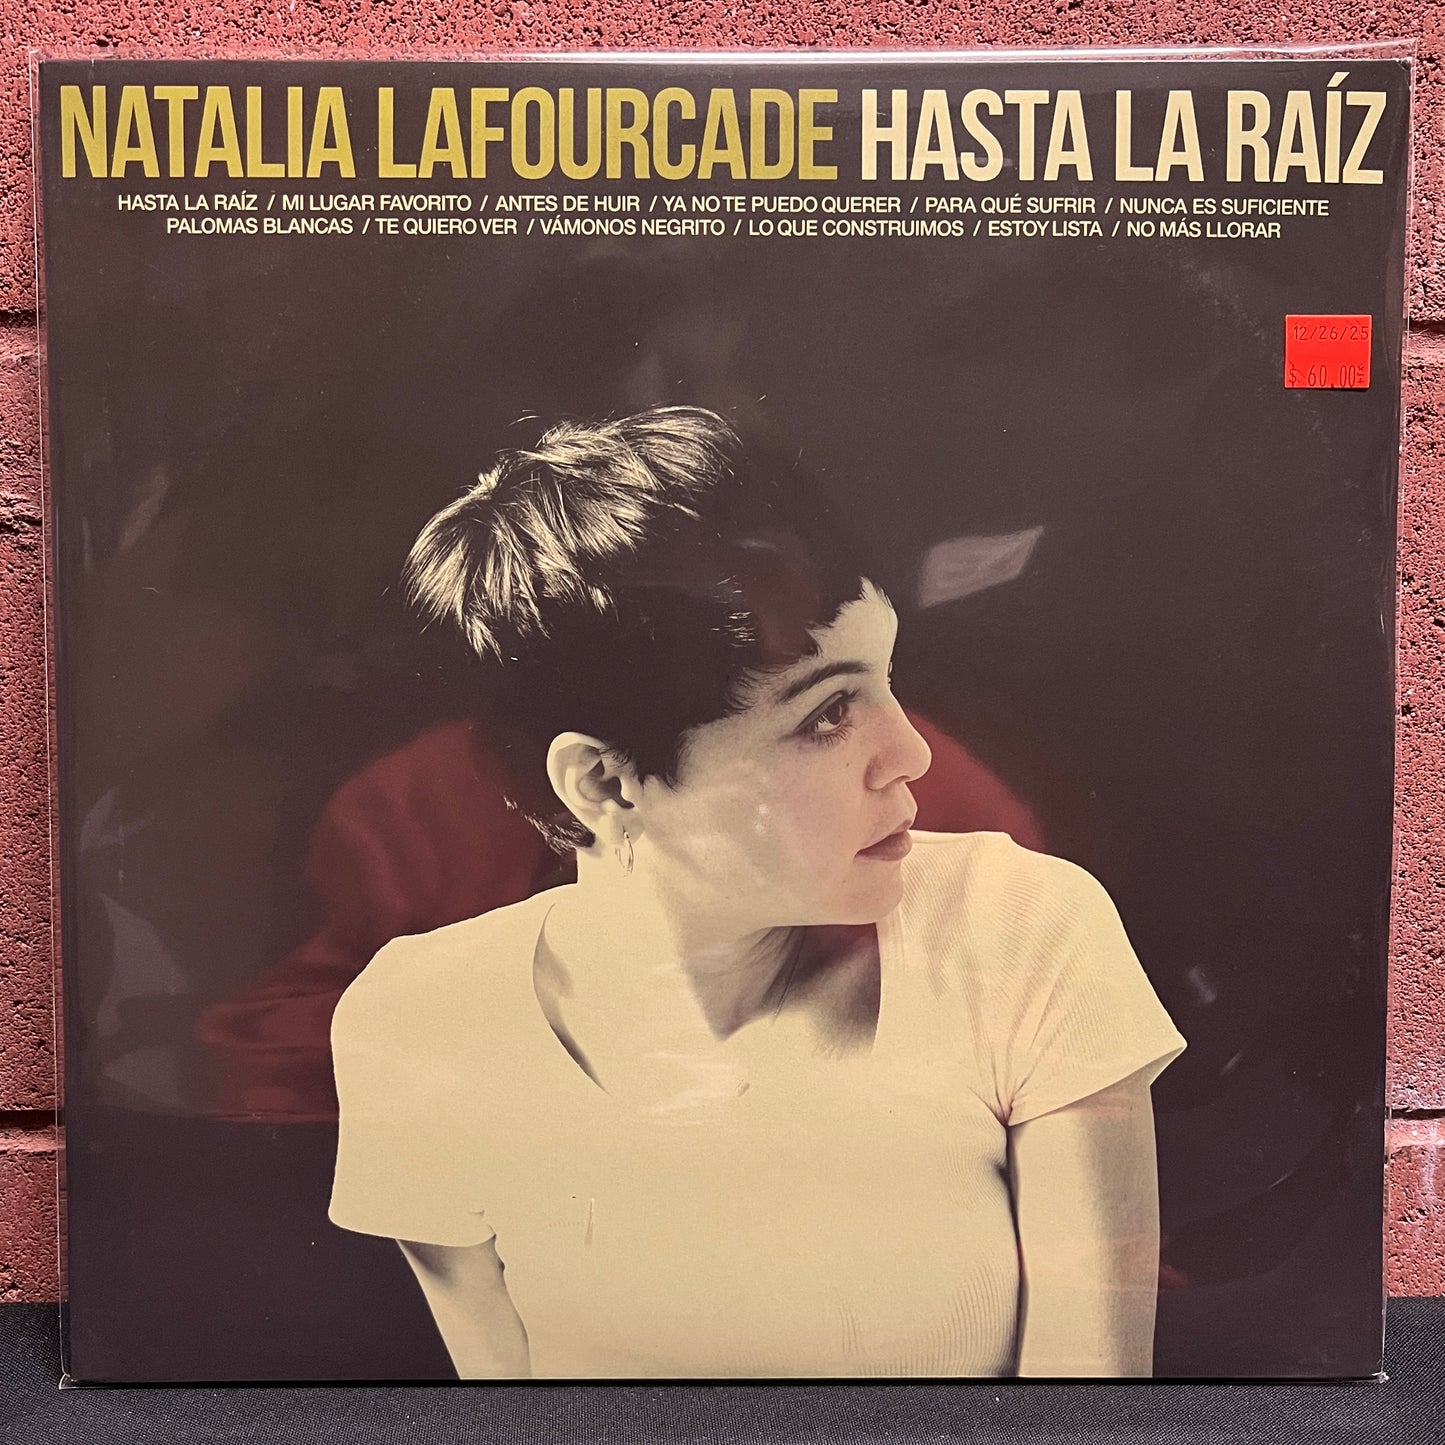 NATALIA LAFOURCADE HASTA LA RAÍZ
HASTA LA RAÍZ / MI LUGAR FAVORITO / ANTES DE HUIR / YA NO TE PUEDO QUERER / PARA QUÉ SUFRIR / NUNCA ES SUFICIENTE
PALOMAS BLANCAS / TE QUIERO VER / VÁMONOS NEGRITO / LO QUE CONSTRUIMOS / ESTOY LISTA / NO MÁS LLORAR
12/26/25
$ 60.00